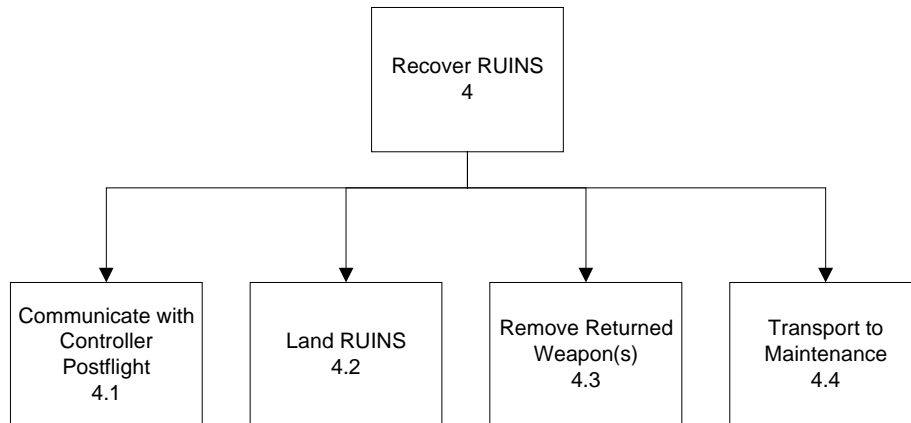 Recover RUINS
4
Communicate with
Controller
Postflight
4.1
Land RUINS
4.2
Remove Returned
Weapon(s)
4.3
Transport to
Maintenance
4.4